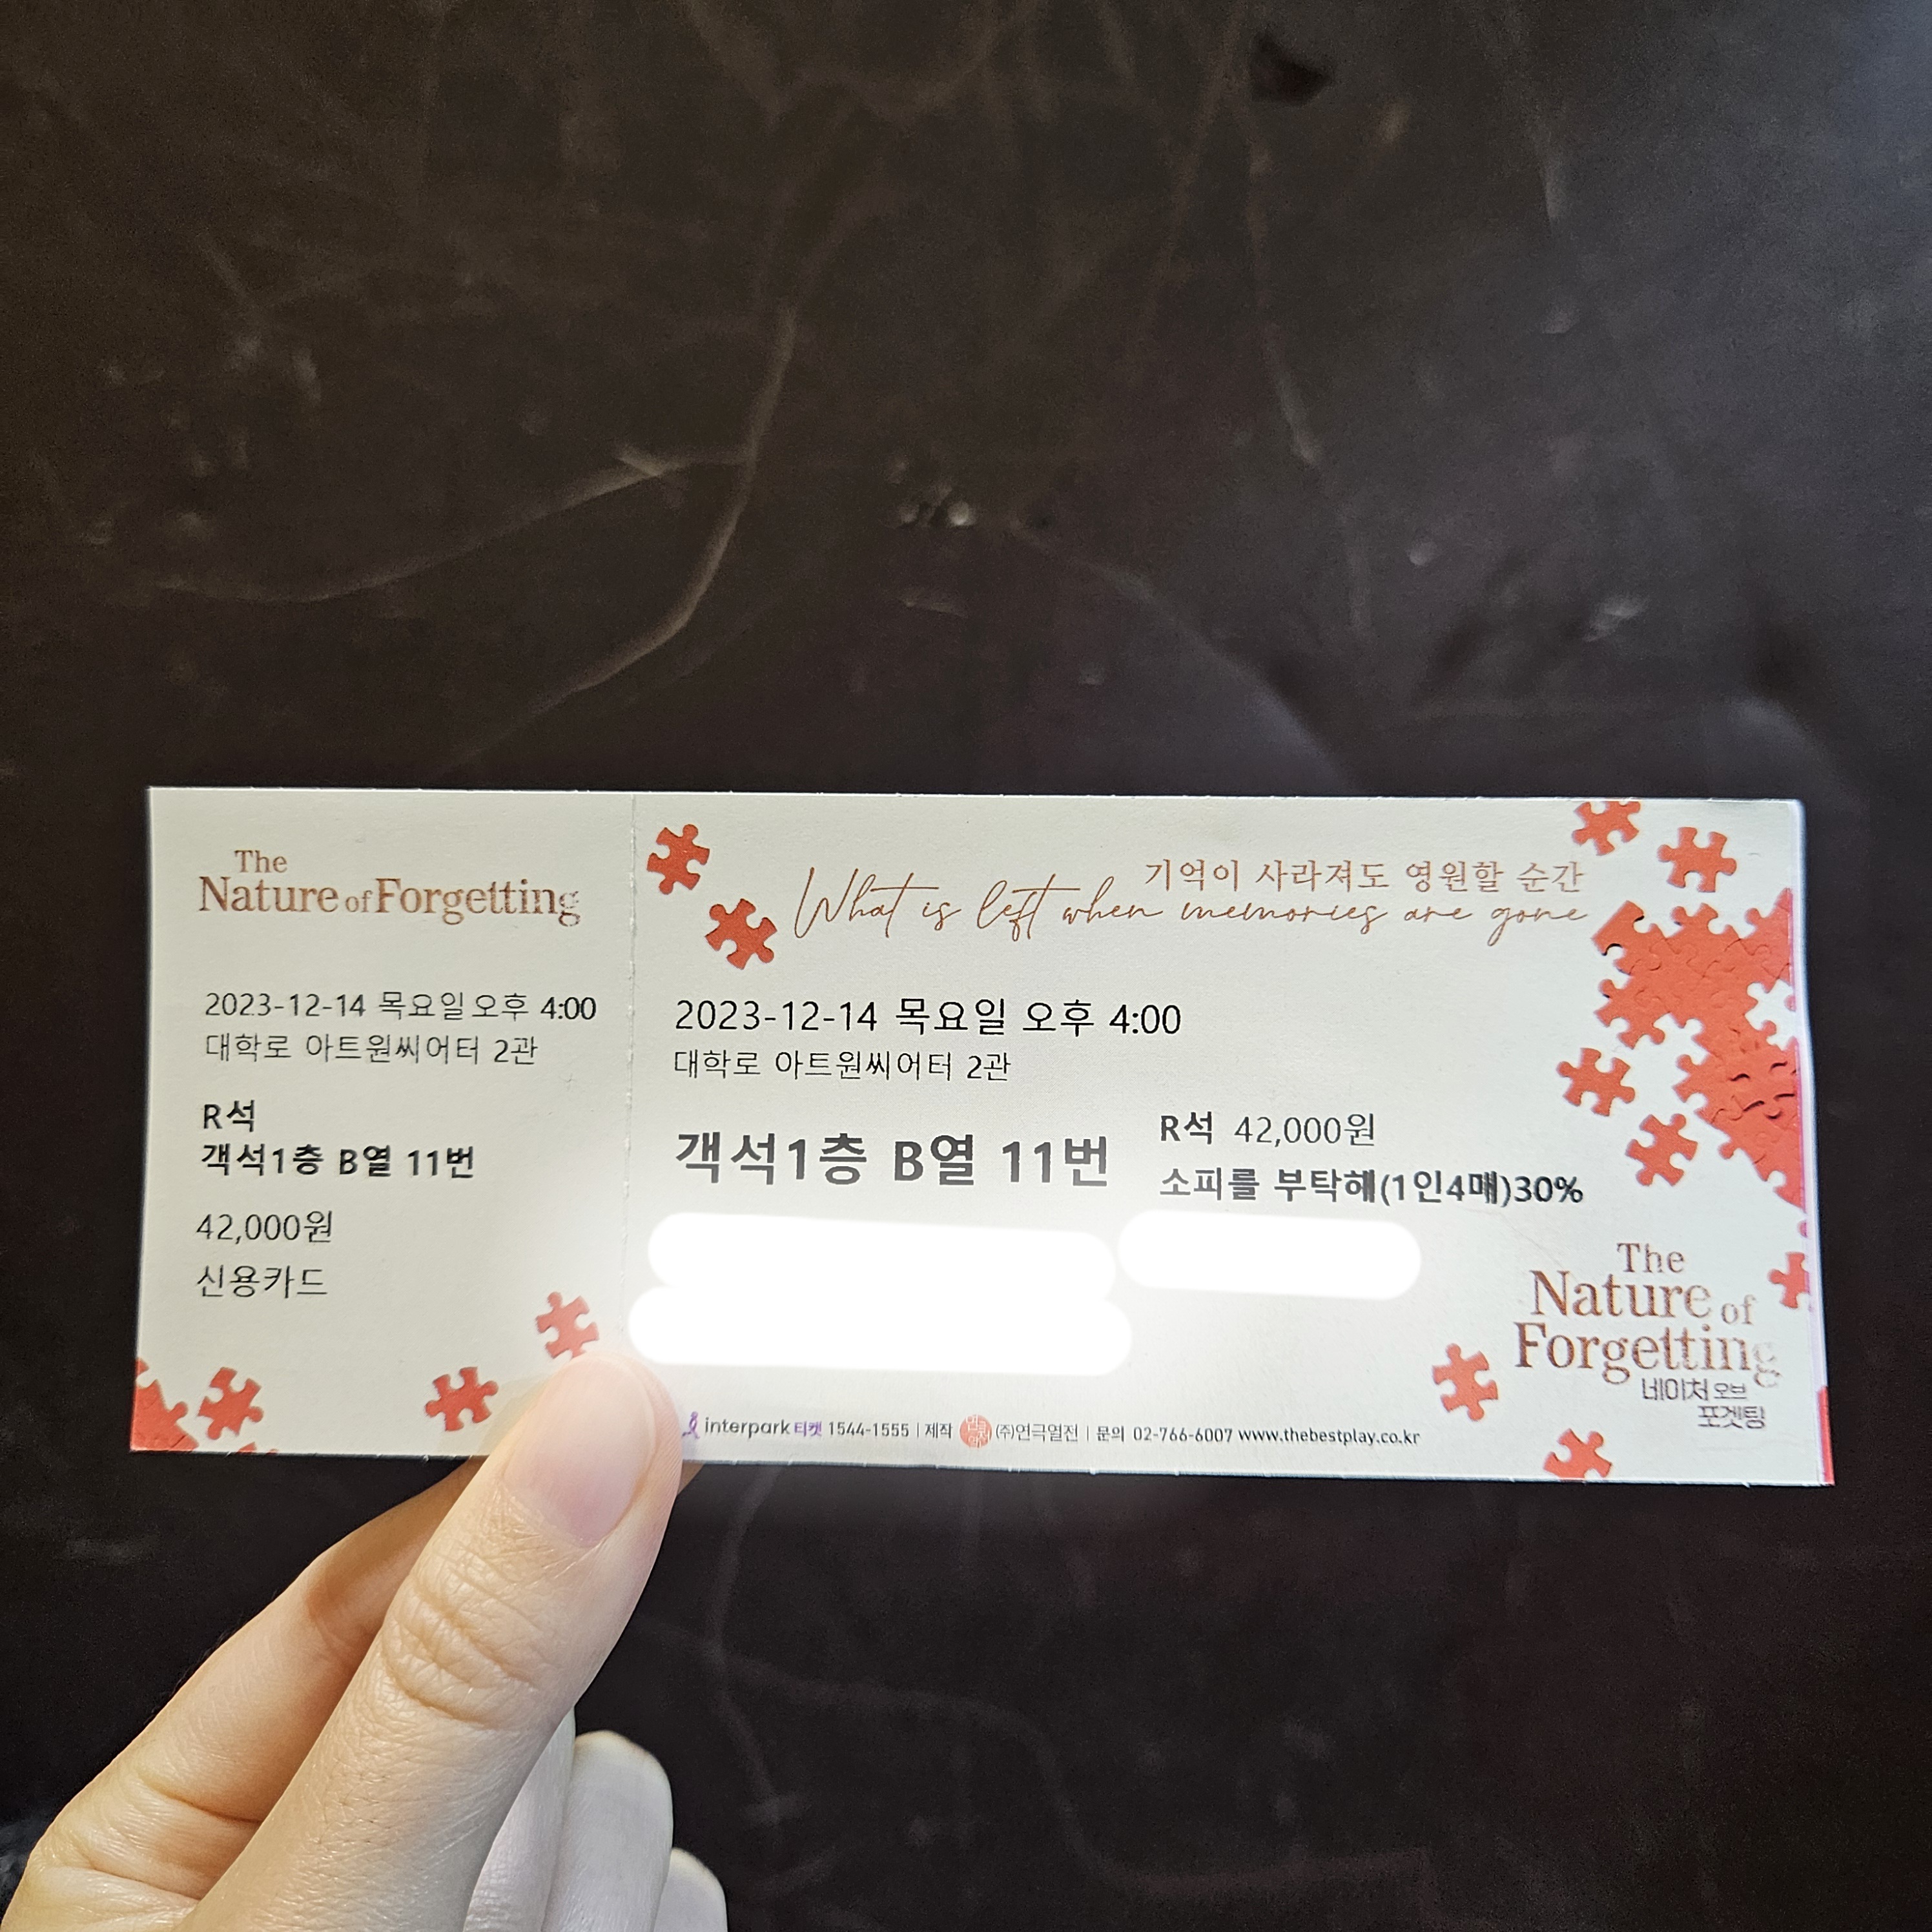 The
Nature of Forgetting
2023-12-14 목요일 오후 4:00
대학로 아트원씨어터 2관
R석
객석1층 B열 11번
42,000원
신용카드
기억이 사라져도 영원할 순간
What is left when memories are gone
2023-12-14 목요일 오후 4:00
대학로 아트원씨어터 2관
객석1층 B열 11번
R석 42,000원
소피를 부탁해(1인4매)30%
The
Nature of
Forgetting
네이처 오브
포겟팅
interpark 티켓 1544-1555 | 제작 연극열전 (주)연극열전 | 문의 02-766-6007 www.thebestplay.co.kr